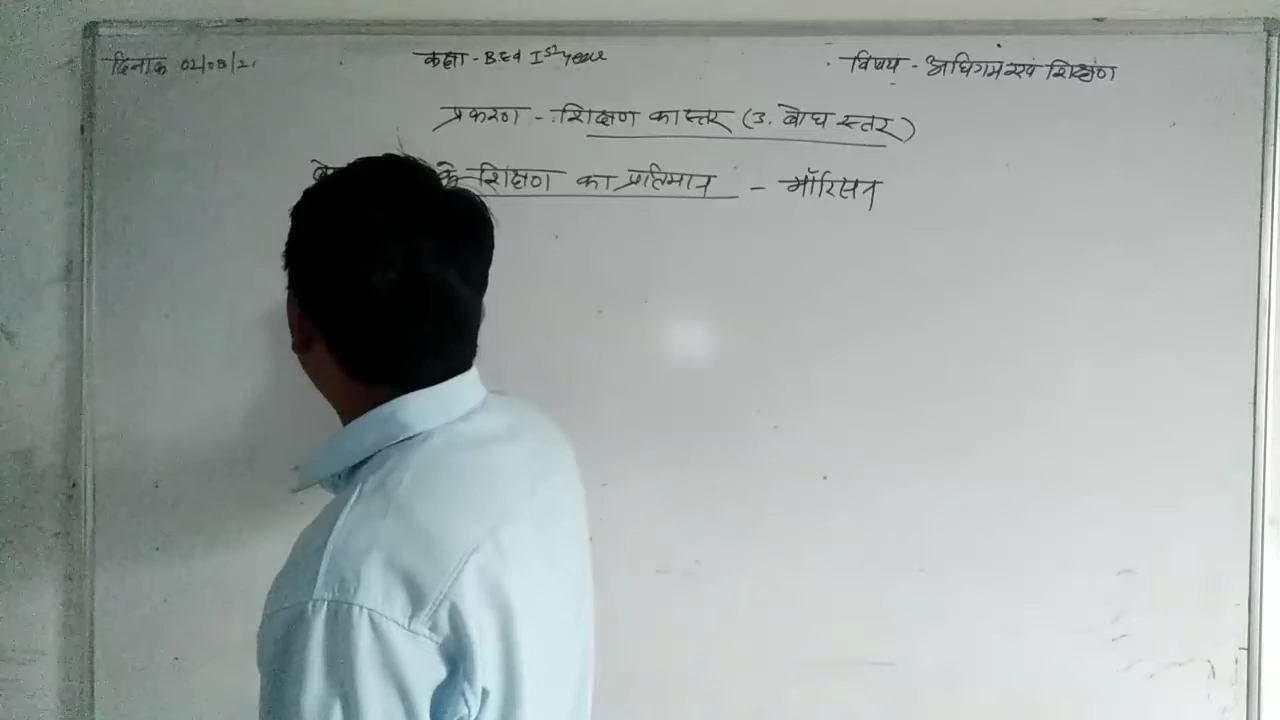 दिनांक 02/08/21 कक्षा - B.Ed Ist year विषय - अधिगम एवं शिक्षण
प्रकरण - शिक्षण का स्तर (3. बोध स्तर)
के शिक्षण का प्रतिमान - मॉरिसन